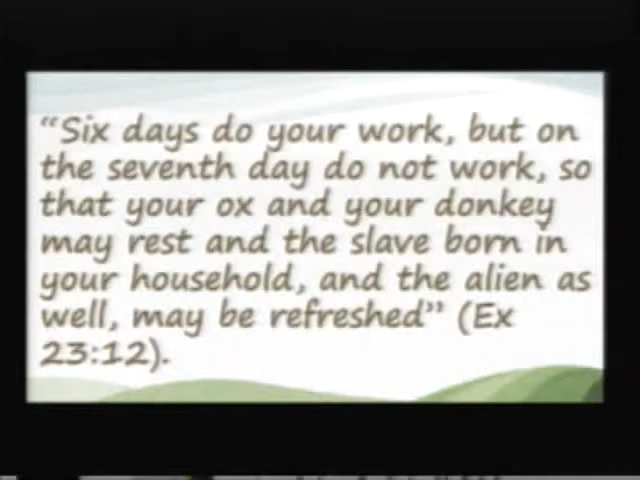 “Six days do your work, but on
the seventh day do not work, so
that your ox and your donkey
may rest and the slave born in
your household, and the alien as
well, may be refreshed” (Ex
23:12).